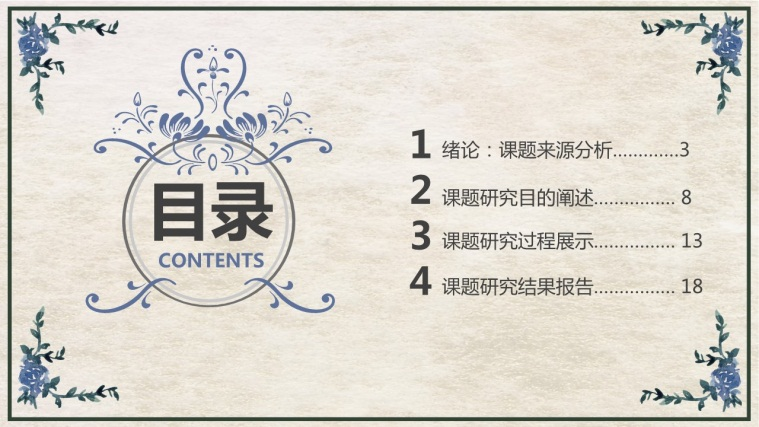 目录
CONTENTS
1 绪论：课题来源分析.............3
2 课题研究目的阐述................ 8
3 课题研究过程展示................ 13
4 课题研究结果报告................ 18